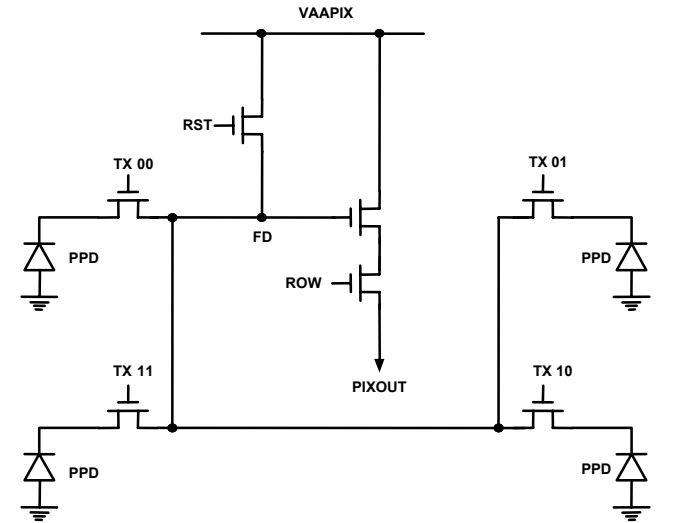 VAAPIX
RST
TX 00
TX 01
FD
PPD
PPD
ROW
TX 11
TX 10
PIXOUT
PPD
PPD